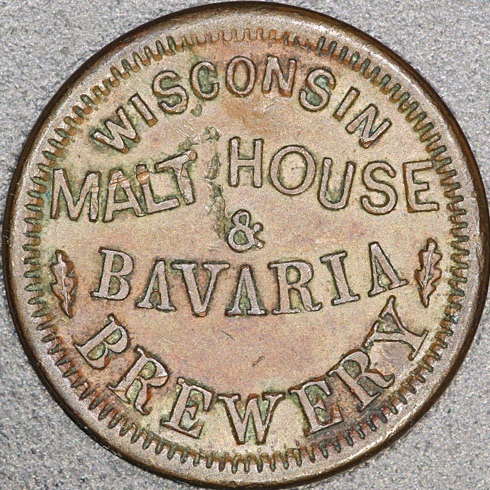 WISCONSIN
MALT HOUSE
&
BAVARIA
BREWERY